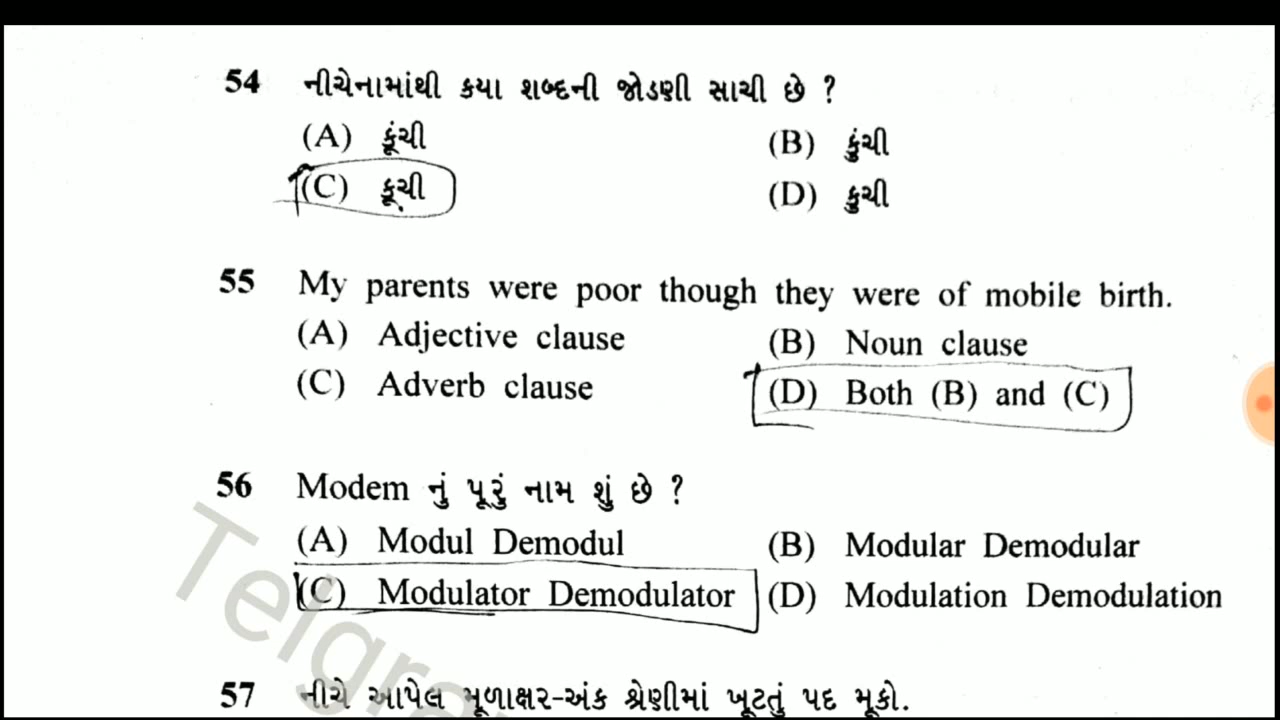 54 નીચેનામાંથી કયા શબ્દની જોડણી સાચી છે ?
(A) કૂંચી (B) કુંચી
(C) કૂચી (D) કુચી
55 My parents were poor though they were of mobile birth.
(A) Adjective clause (B) Noun clause
(C) Adverb clause (D) Both (B) and (C)
56 Modem નું પૂરું નામ શું છે ?
(A) Modul Demodul (B) Modular Demodular
(C) Modulator Demodulator (D) Modulation Demodulation
57 નીચે આપેલ મૂળાક્ષર-અંક શ્રેણીમાં ખૂટતું પદ મૂકો.